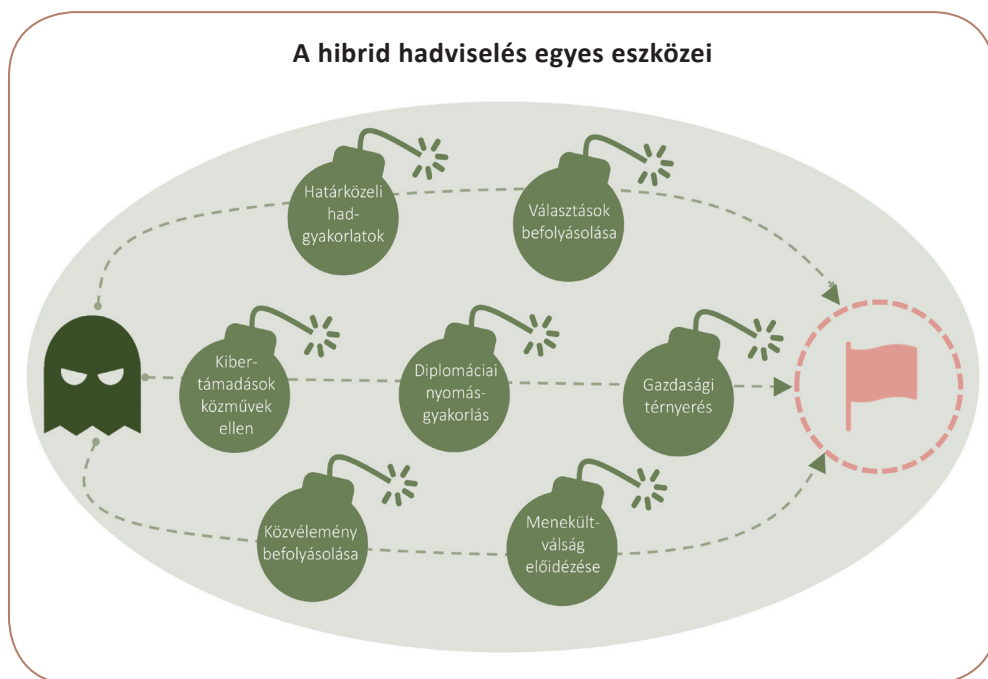 A hibrid hadviselés egyes eszközei
Határközeli
had-
gyakorlatok
Választások
befolyásolása
Kiber-
támadások
közművek
ellen
Diplomáciai
nyomás-
gyakorlás
Gazdasági
térnyerés
Közvélemény
befolyásolása
Menekült-
válság
előidézése